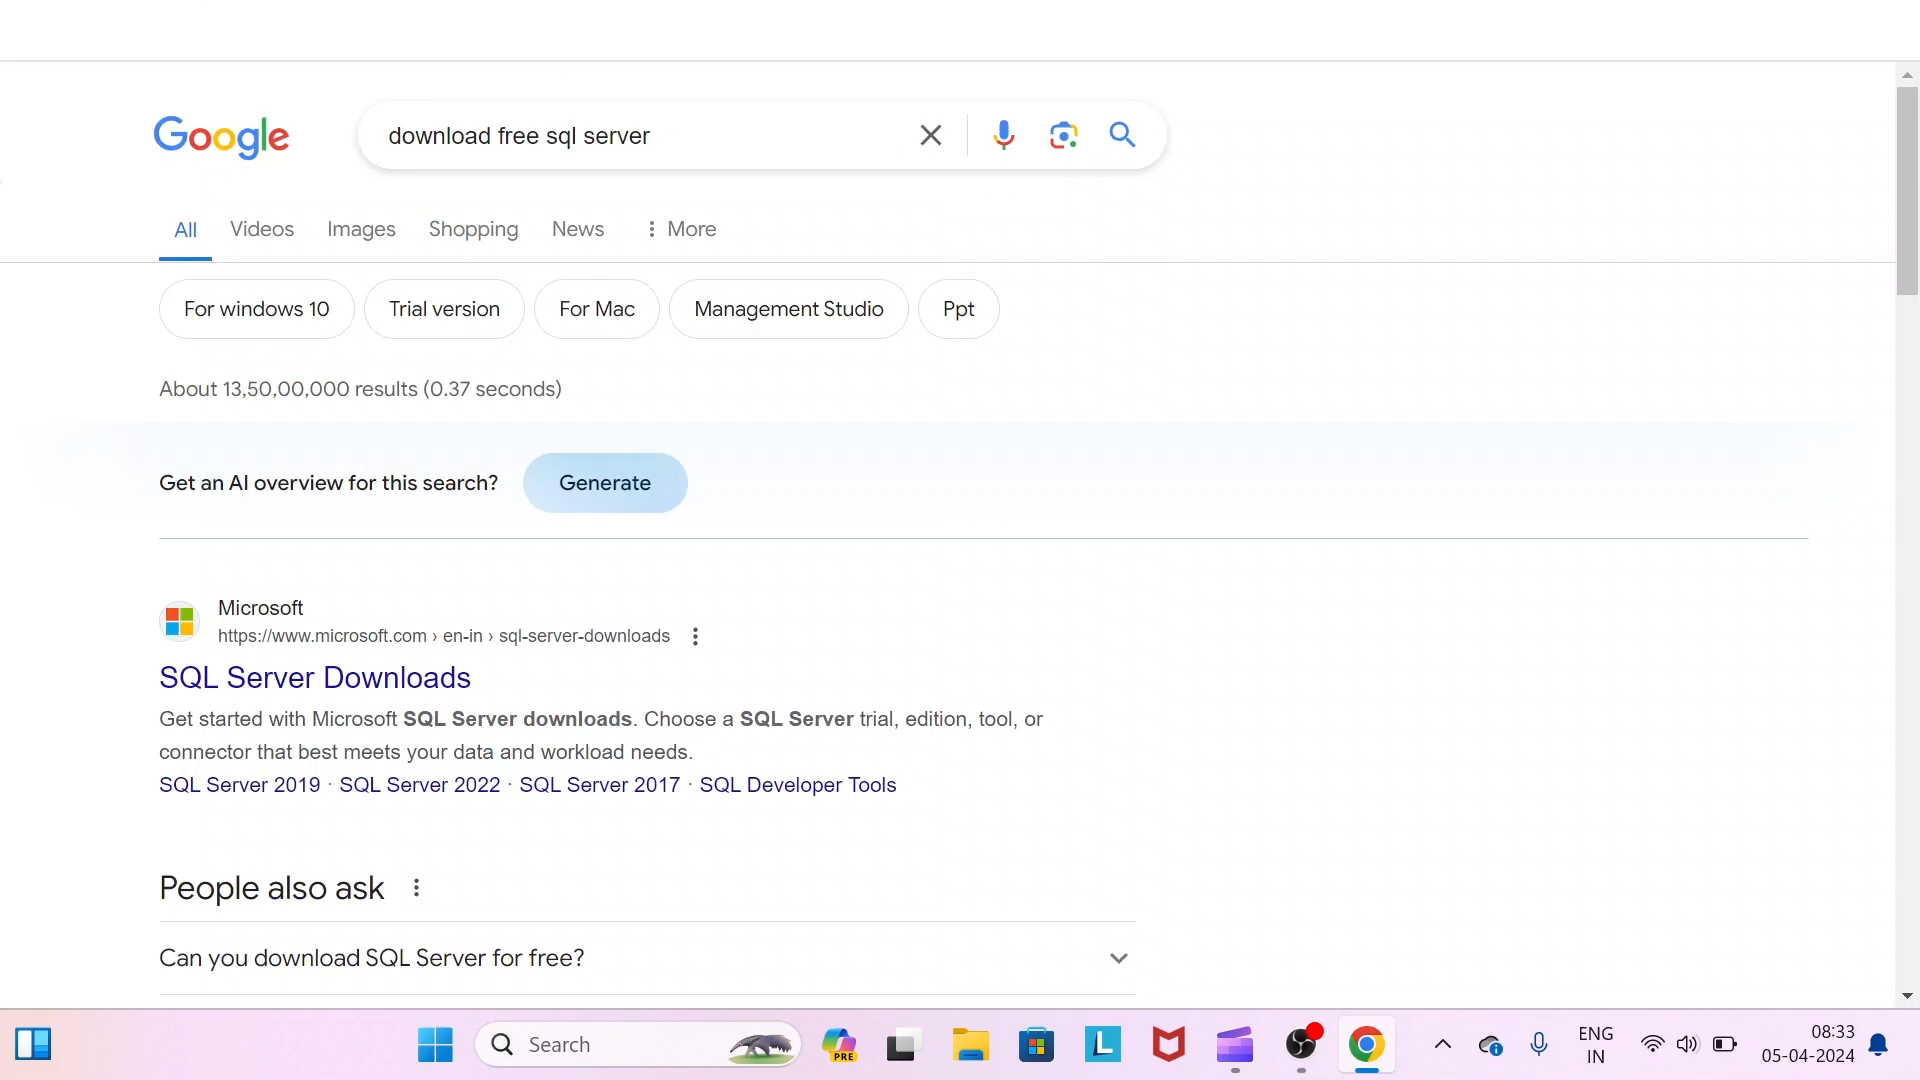 Google
download free sql server
All Videos Images Shopping News More
For windows 10 Trial version For Mac Management Studio Ppt
About 13,50,00,000 results (0.37 seconds)
Get an AI overview for this search? Generate
Microsoft
https://www.microsoft.com › en-in › sql-server-downloads
SQL Server Downloads
Get started with Microsoft SQL Server downloads. Choose a SQL Server trial, edition, tool, or
connector that best meets your data and workload needs.
SQL Server 2019 · SQL Server 2022 · SQL Server 2017 · SQL Developer Tools
People also ask
Can you download SQL Server for free?
Search
PRE
L
ENG
IN
08:33
05-04-2024